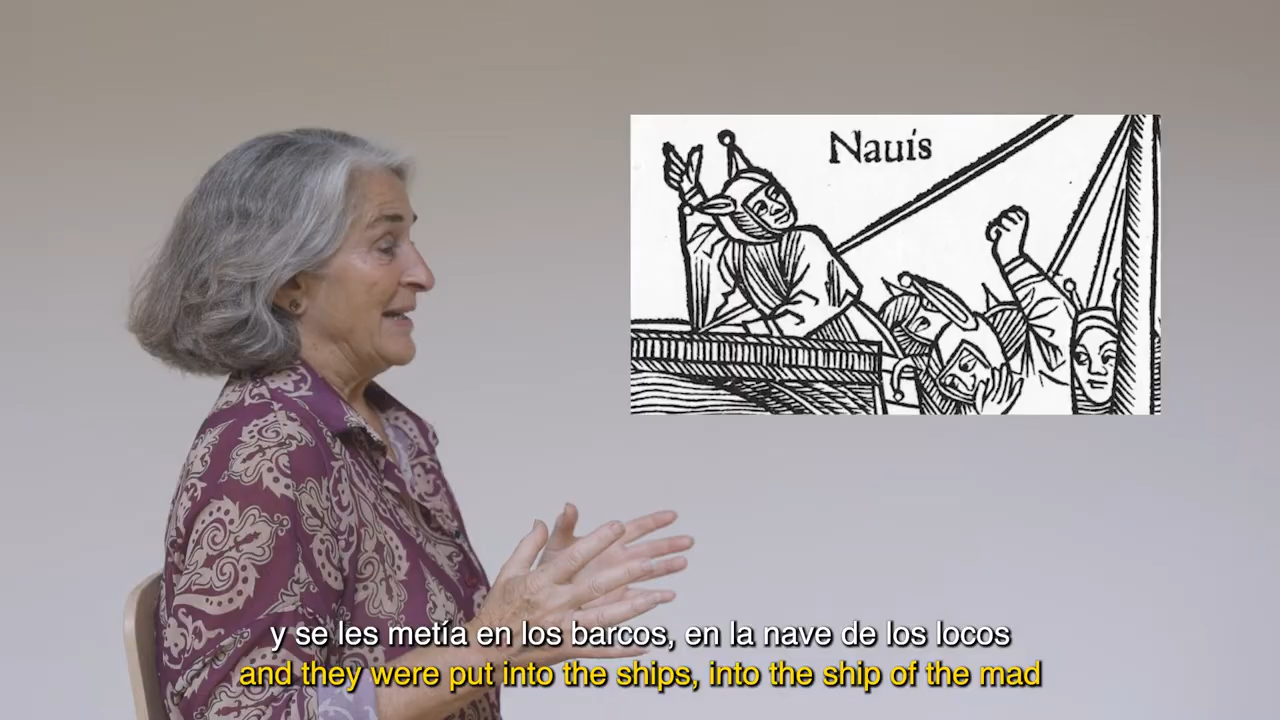 Nauis
y se les metía en los barcos, en la nave de los locos
and they were put into the ships, into the ship of the mad